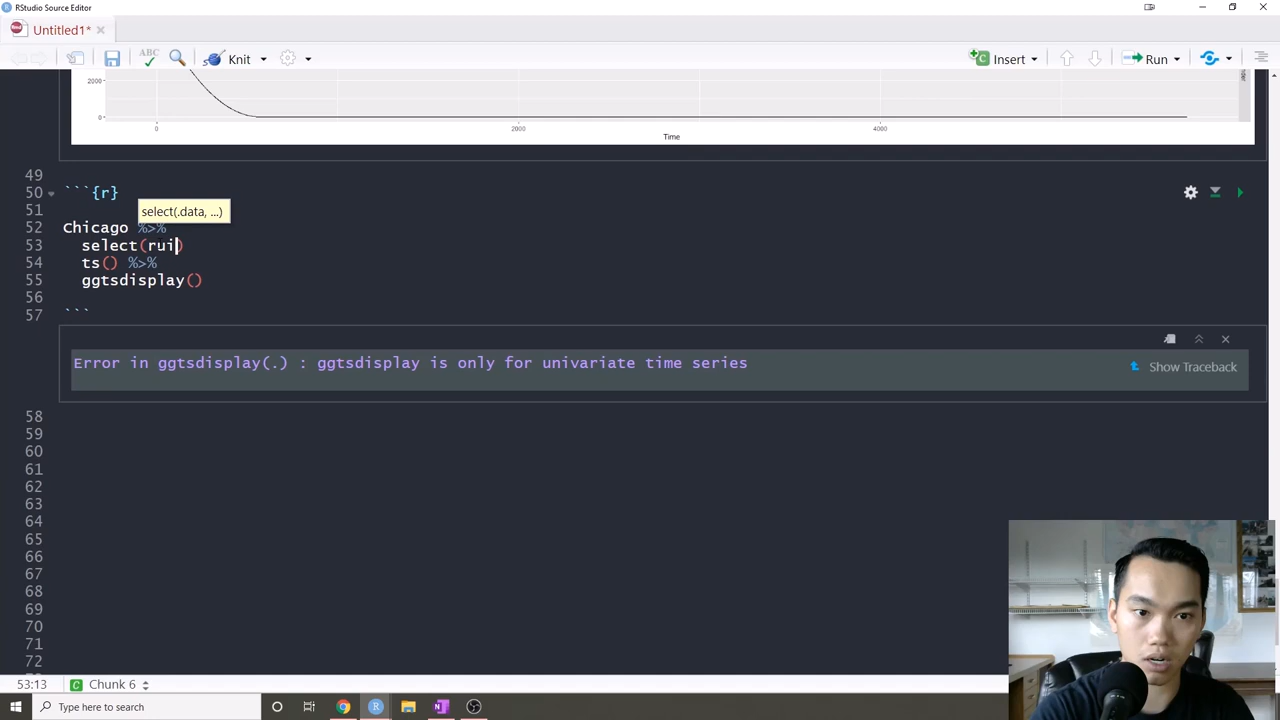 RStudio Source Editor
Untitled1*
ABC
Knit
Insert
Run
2000
0
0
2000
4000
Time
49
50 ```{r}
51
select(.data, ...)
52 Chicago %>%
53 select(rui)
54 ts() %>%
55 ggtsdisplay()
56
57 ```
Error in ggtsdisplay(.) : ggtsdisplay is only for univariate time series
Show Traceback
58
59
60
61
62
63
64
65
66
67
68
69
70
71
72
53:13 C Chunk 6
Type here to search